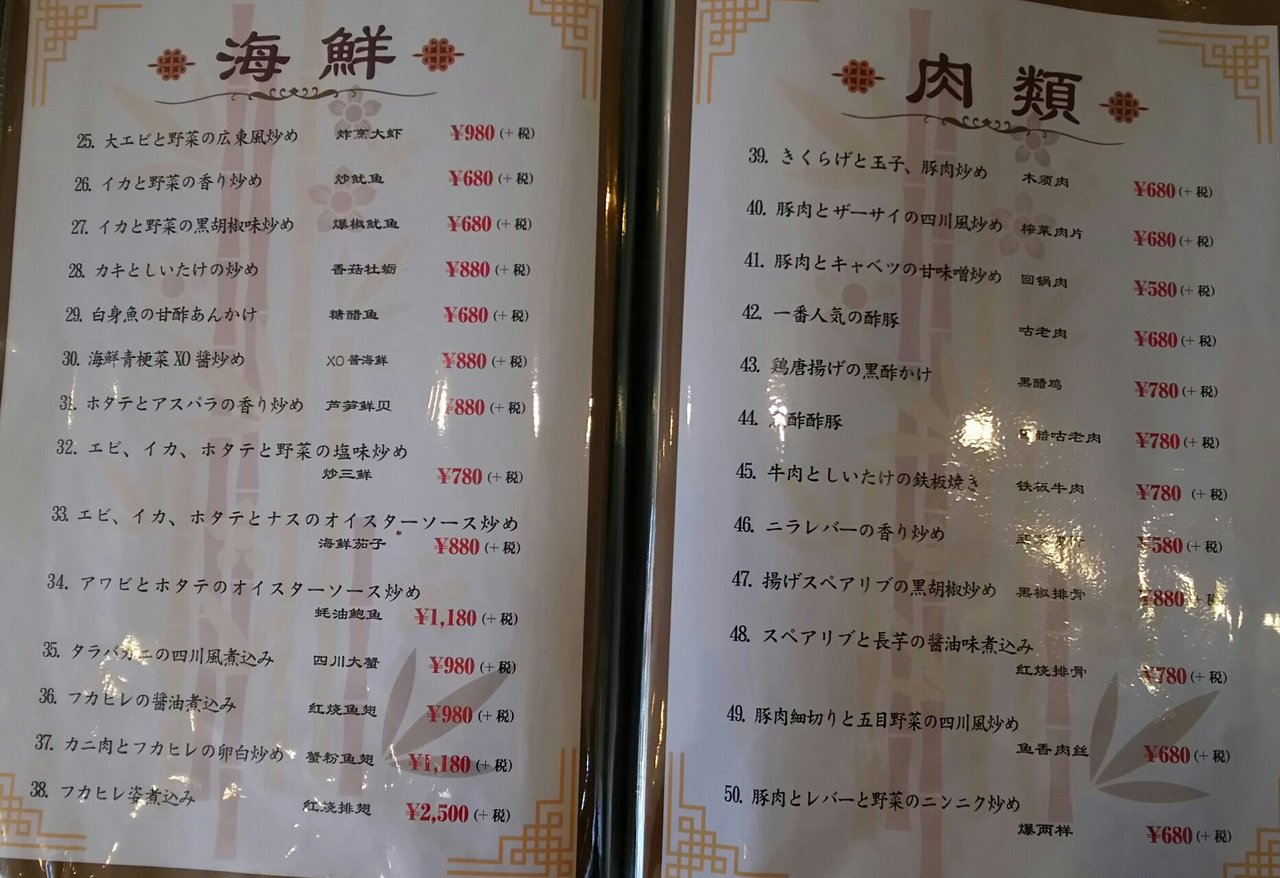 海鮮
25. 大エビと野菜の広東風炒め 炸烹大虾 ¥980(+税)
26. イカと野菜の香り炒め 炒鱿鱼 ¥680(+税)
27. イカと野菜の黒胡椒味炒め 爆椒鱿鱼 ¥680(+税)
28. カキとしいたけの炒め 香菇牡蛎 ¥880(+税)
29. 白身魚の甘酢あんかけ 糖醋鱼 ¥680(+税)
30. 海鮮青梗菜XO醤炒め XO酱海鲜 ¥880(+税)
31. ホタテとアスパラの香り炒め 芦笋鲜贝 ¥880(+税)
32. エビ、イカ、ホタテと野菜の塩味炒め
炒三鲜 ¥780(+税)
33. エビ、イカ、ホタテとナスのオイスターソース炒め
海鲜茄子 ¥880(+税)
34. アワビとホタテのオイスターソース炒め
蚝油鲍鱼 ¥1,180(+税)
35. タラバガニの四川風煮込み 四川大蟹 ¥980(+税)
36. フカヒレの醤油煮込み 红烧鱼翅 ¥980(+税)
37. カニ肉とフカヒレの卵白炒め 蟹粉鱼翅 ¥1,180(+税)
38. フカヒレ姿煮込み 红烧排翅 ¥2,500(+税)
肉類
39. きくらげと玉子、豚肉炒め 木须肉 ¥680(+税)
40. 豚肉とザーサイの四川風炒め 榨菜肉片 ¥680(+税)
41. 豚肉とキャベツの甘味噌炒め 回锅肉 ¥580(+税)
42. 一番人気の酢豚 咕老肉 ¥680(+税)
43. 鶏唐揚げの黒酢かけ 黑醋鸡 ¥780(+税)
44. 酢酢豚 醋咕老肉 ¥780(+税)
45. 牛肉としいたけの鉄板焼き 铁板牛肉 ¥780(+税)
46. ニラレバーの香り炒め ¥580(+税)
47. 揚げスペアリブの黒胡椒炒め 黑椒排骨 ¥880(+税)
48. スペアリブと長芋の醤油味煮込み
红烧排骨 ¥780(+税)
49. 豚肉細切りと五目野菜の四川風炒め
鱼香肉丝 ¥680(+税)
50. 豚肉とレバーと野菜のニンニク炒め
爆两样 ¥680(+税)